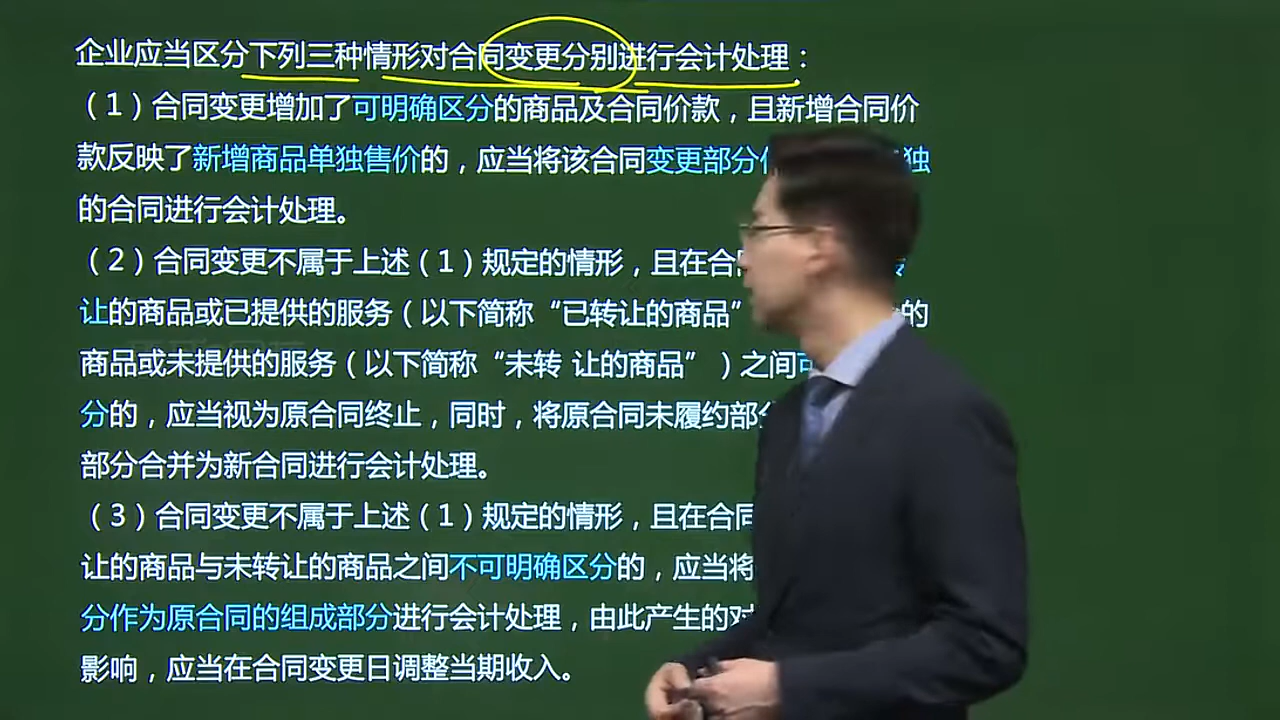 企业应当区分下列三种情形对合同变更分别进行会计处理：
（1）合同变更增加了可明确区分的商品及合同价款，且新增合同价
款反映了新增商品单独售价的，应当将该合同变更部分 独
的合同进行会计处理。
（2）合同变更不属于上述（1）规定的情形，且在合
让的商品或已提供的服务（以下简称“已转让的商品” 的
商品或未提供的服务（以下简称“未转 让的商品”）之间可
分的，应当视为原合同终止，同时，将原合同未履约部分
部分合并为新合同进行会计处理。
（3）合同变更不属于上述（1）规定的情形，且在合同
让的商品与未转让的商品之间不可明确区分的，应当将
分作为原合同的组成部分进行会计处理，由此产生的对
影响，应当在合同变更日调整当期收入。